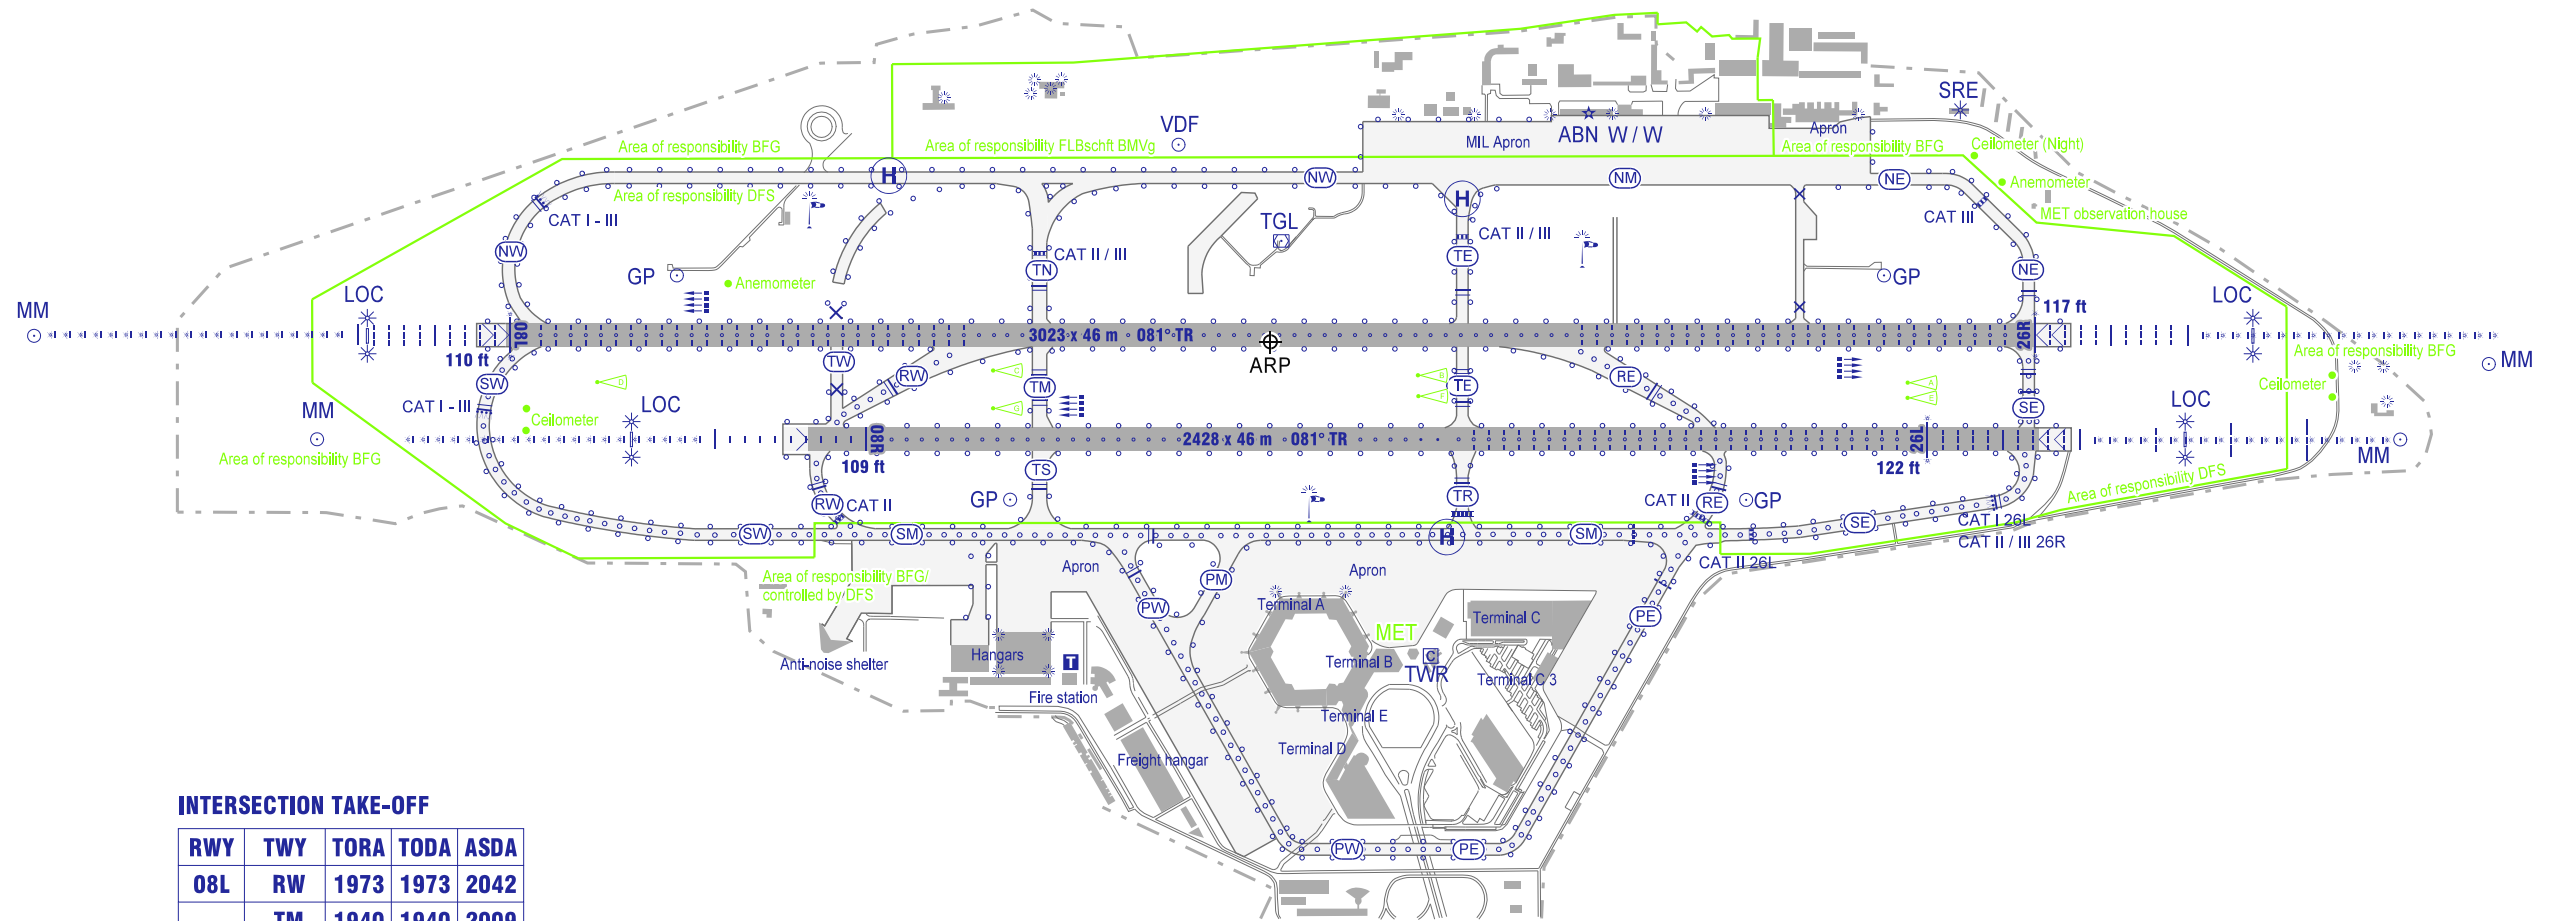 SRE
VDF
ABN W / W
MIL Apron
Apron
Area of responsibility BFG
Area of responsibility FLBschft BMVg
Area of responsibility BFG
Ceilometer (Night)
H
NW
NM
NE
Anemometer
Area of responsibility DFS
H
CAT I - III
TGL
CAT II / III
CAT III
MET observation house
NW
CAT II / III
TN
TE
NE
GP
Anemometer
GP
MM
LOC
117 ft
LOC
08L
3023 x 46 m 081° TR
26R
ARP
110 ft
TW
RW
Area of responsibility BFG
MM
SW
D
C
TM
B
TE
RE
A
Ceilometer
CAT I - III
MM
Ceilometer
LOC
G
F
E
SE
LOC
08R
2428 x 46 m 081° TR
26L
Area of responsibility BFG
109 ft
TS
122 ft
MM
RW
CAT II
GP
TR
CAT II
RE
GP
Area of responsibility DFS
SW
SM
H
SM
SE
CAT I 26L
CAT II / III 26R
Apron
Apron
CAT II 26L
Area of responsibility BFG/
controlled by DFS
PM
PW
Terminal A
Terminal C
PE
MET
Anti-noise shelter
Hangars
T
Terminal B
C
TWR
Terminal C 3
Fire station
Terminal E
Terminal D
Freight hangar
PW
PE
INTERSECTION TAKE-OFF
RWY TWY TORA TODA ASDA
08L RW 1973 1973 2042
TM 1940 1940 2009